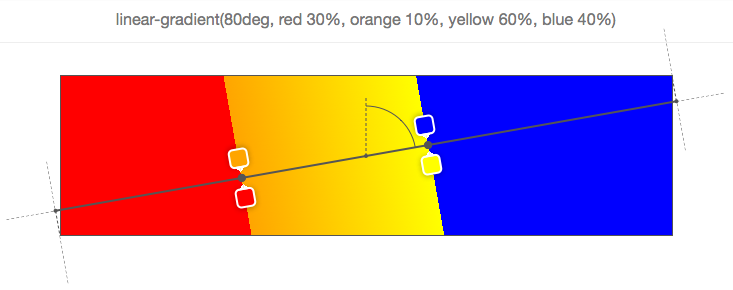 linear-gradient(80deg, red 30%, orange 10%, yellow 60%, blue 40%)